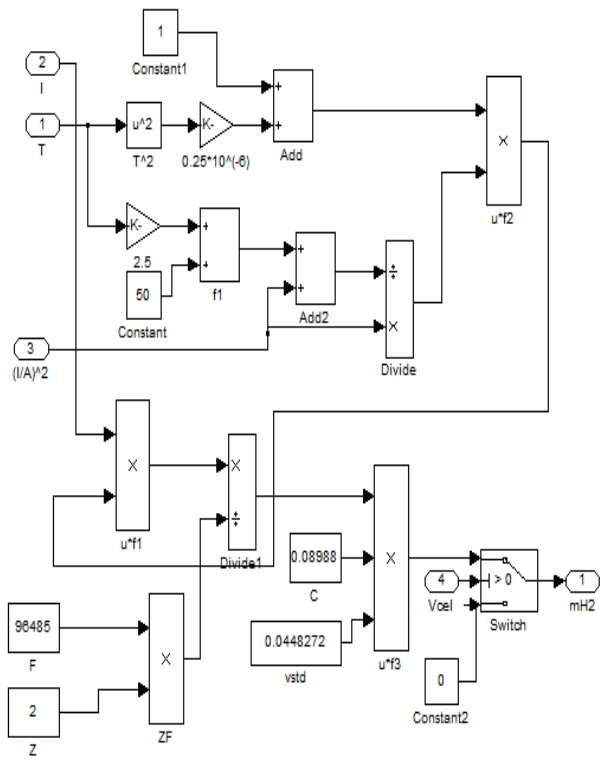 1
Constant1
2
I
+
+
Add
1
T
u^2
T^2
K-
0.25*10^(-6)
×
u*f2
K-
2.5
+
+
f1
50
Constant
+
+
Add2
÷
×
Divide
3
(I/A)^2
×
u*f1
×
÷
Divide1
0.08988
C
×
u*f3
4
Vcel
> 0
Switch
1
mH2
96485
F
×
ZF
2
Z
0.0448272
vstd
0
Constant2